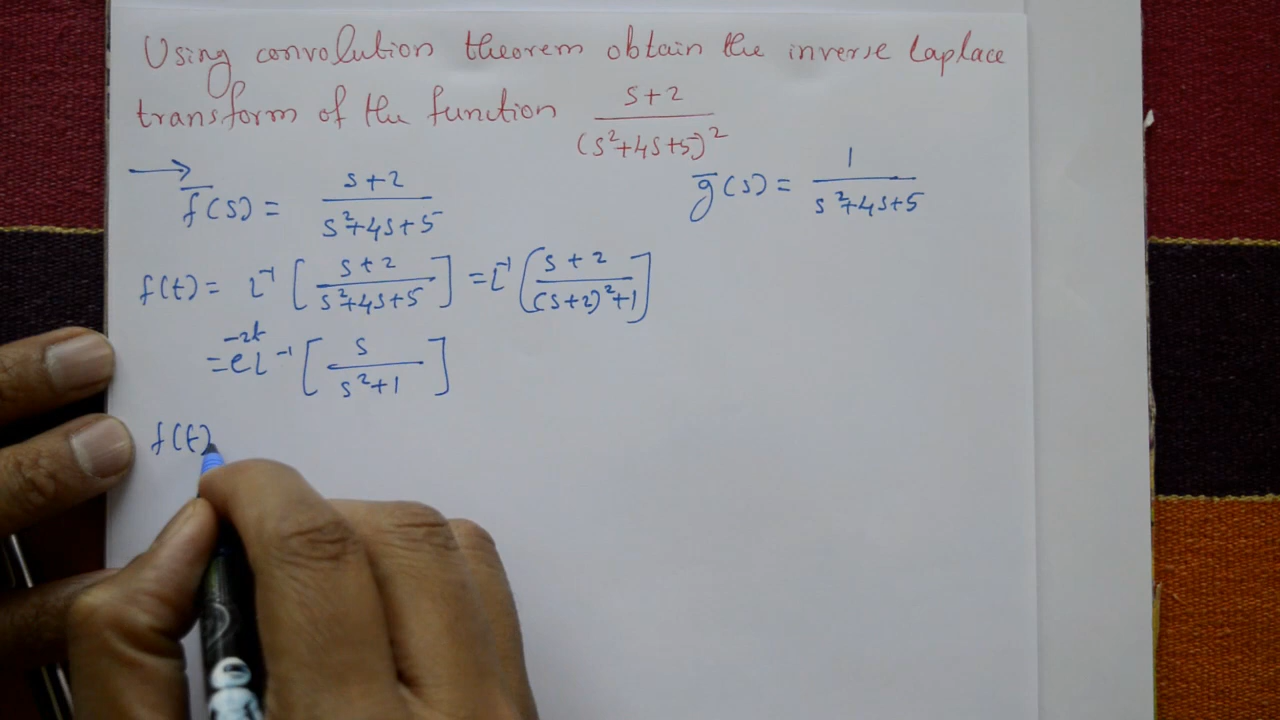 Using convolution theorem obtain the inverse Laplace
transform of the function (s+2)/(s²+4s+5)²
→ f̅(s) = (s+2)/(s²+4s+5)   g̅(s) = 1/(s²+4s+5)
f(t) = L⁻¹[(s+2)/(s²+4s+5)] = L⁻¹[(s+2)/((s+2)²+1)]
= e⁻²ᵗ L⁻¹[s/(s²+1)]
f(t)